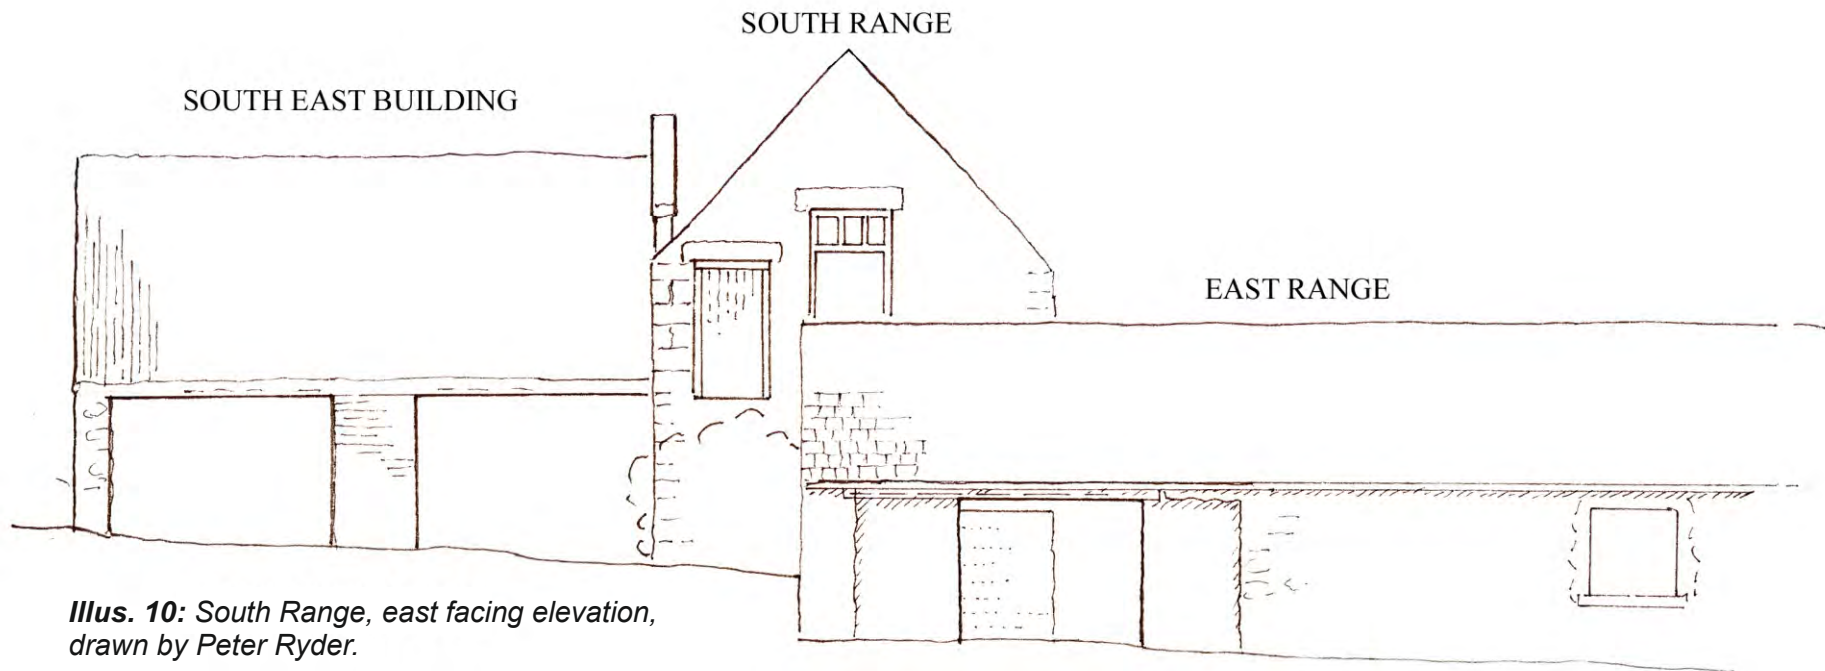 SOUTH RANGE
SOUTH EAST BUILDING
EAST RANGE
Illus. 10: South Range, east facing elevation,
drawn by Peter Ryder.